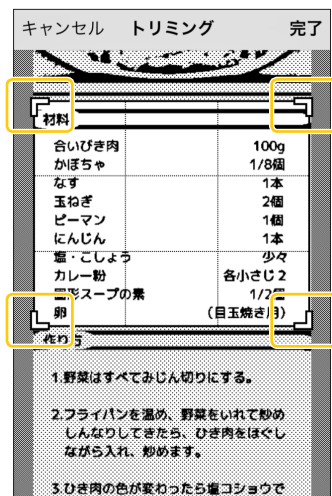 キャンセル トリミング 完了
材料
合いびき肉 100g
かぼちゃ 1/8個
なす 1本
玉ねぎ 2個
ピーマン 1個
にんじん 1本
塩・こしょう 少々
カレー粉 各小さじ2
固形スープの素 1/2個
卵 (目玉焼き用)
作り方
1.野菜はすべてみじん切りにする。
2.フライパンを温め、野菜をいれて炒め
しんなりしてきたら、ひき肉をほぐし
ながら入れ、炒めます。
3.ひき肉の色が変わったら塩コショウで